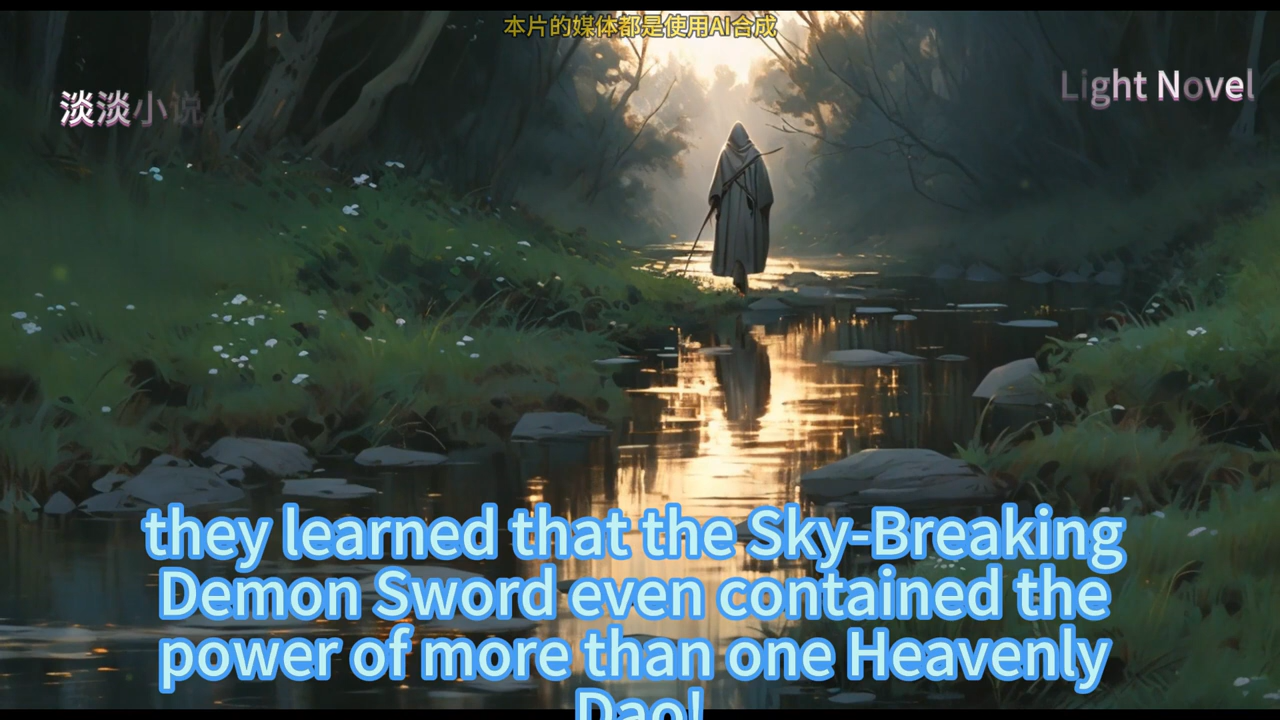 本片的媒体都是使用AI合成
淡淡小说
Light Novel
they learned that the Sky-Breaking
Demon Sword even contained the
power of more than one Heavenly
Dao!